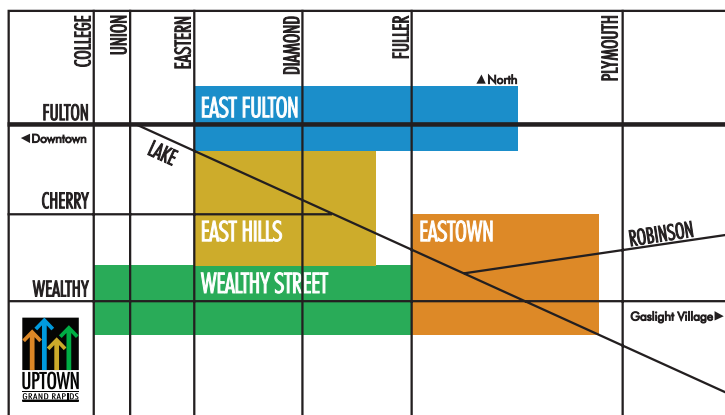 COLLEGE
UNION
EASTERN
DIAMOND
FULLER
PLYMOUTH
▲North
FULTON
EAST FULTON
◄Downtown
LAKE
CHERRY
EAST HILLS
EASTOWN
ROBINSON
WEALTHY
WEALTHY STREET
Gaslight Village►
UPTOWN
GRAND RAPIDS